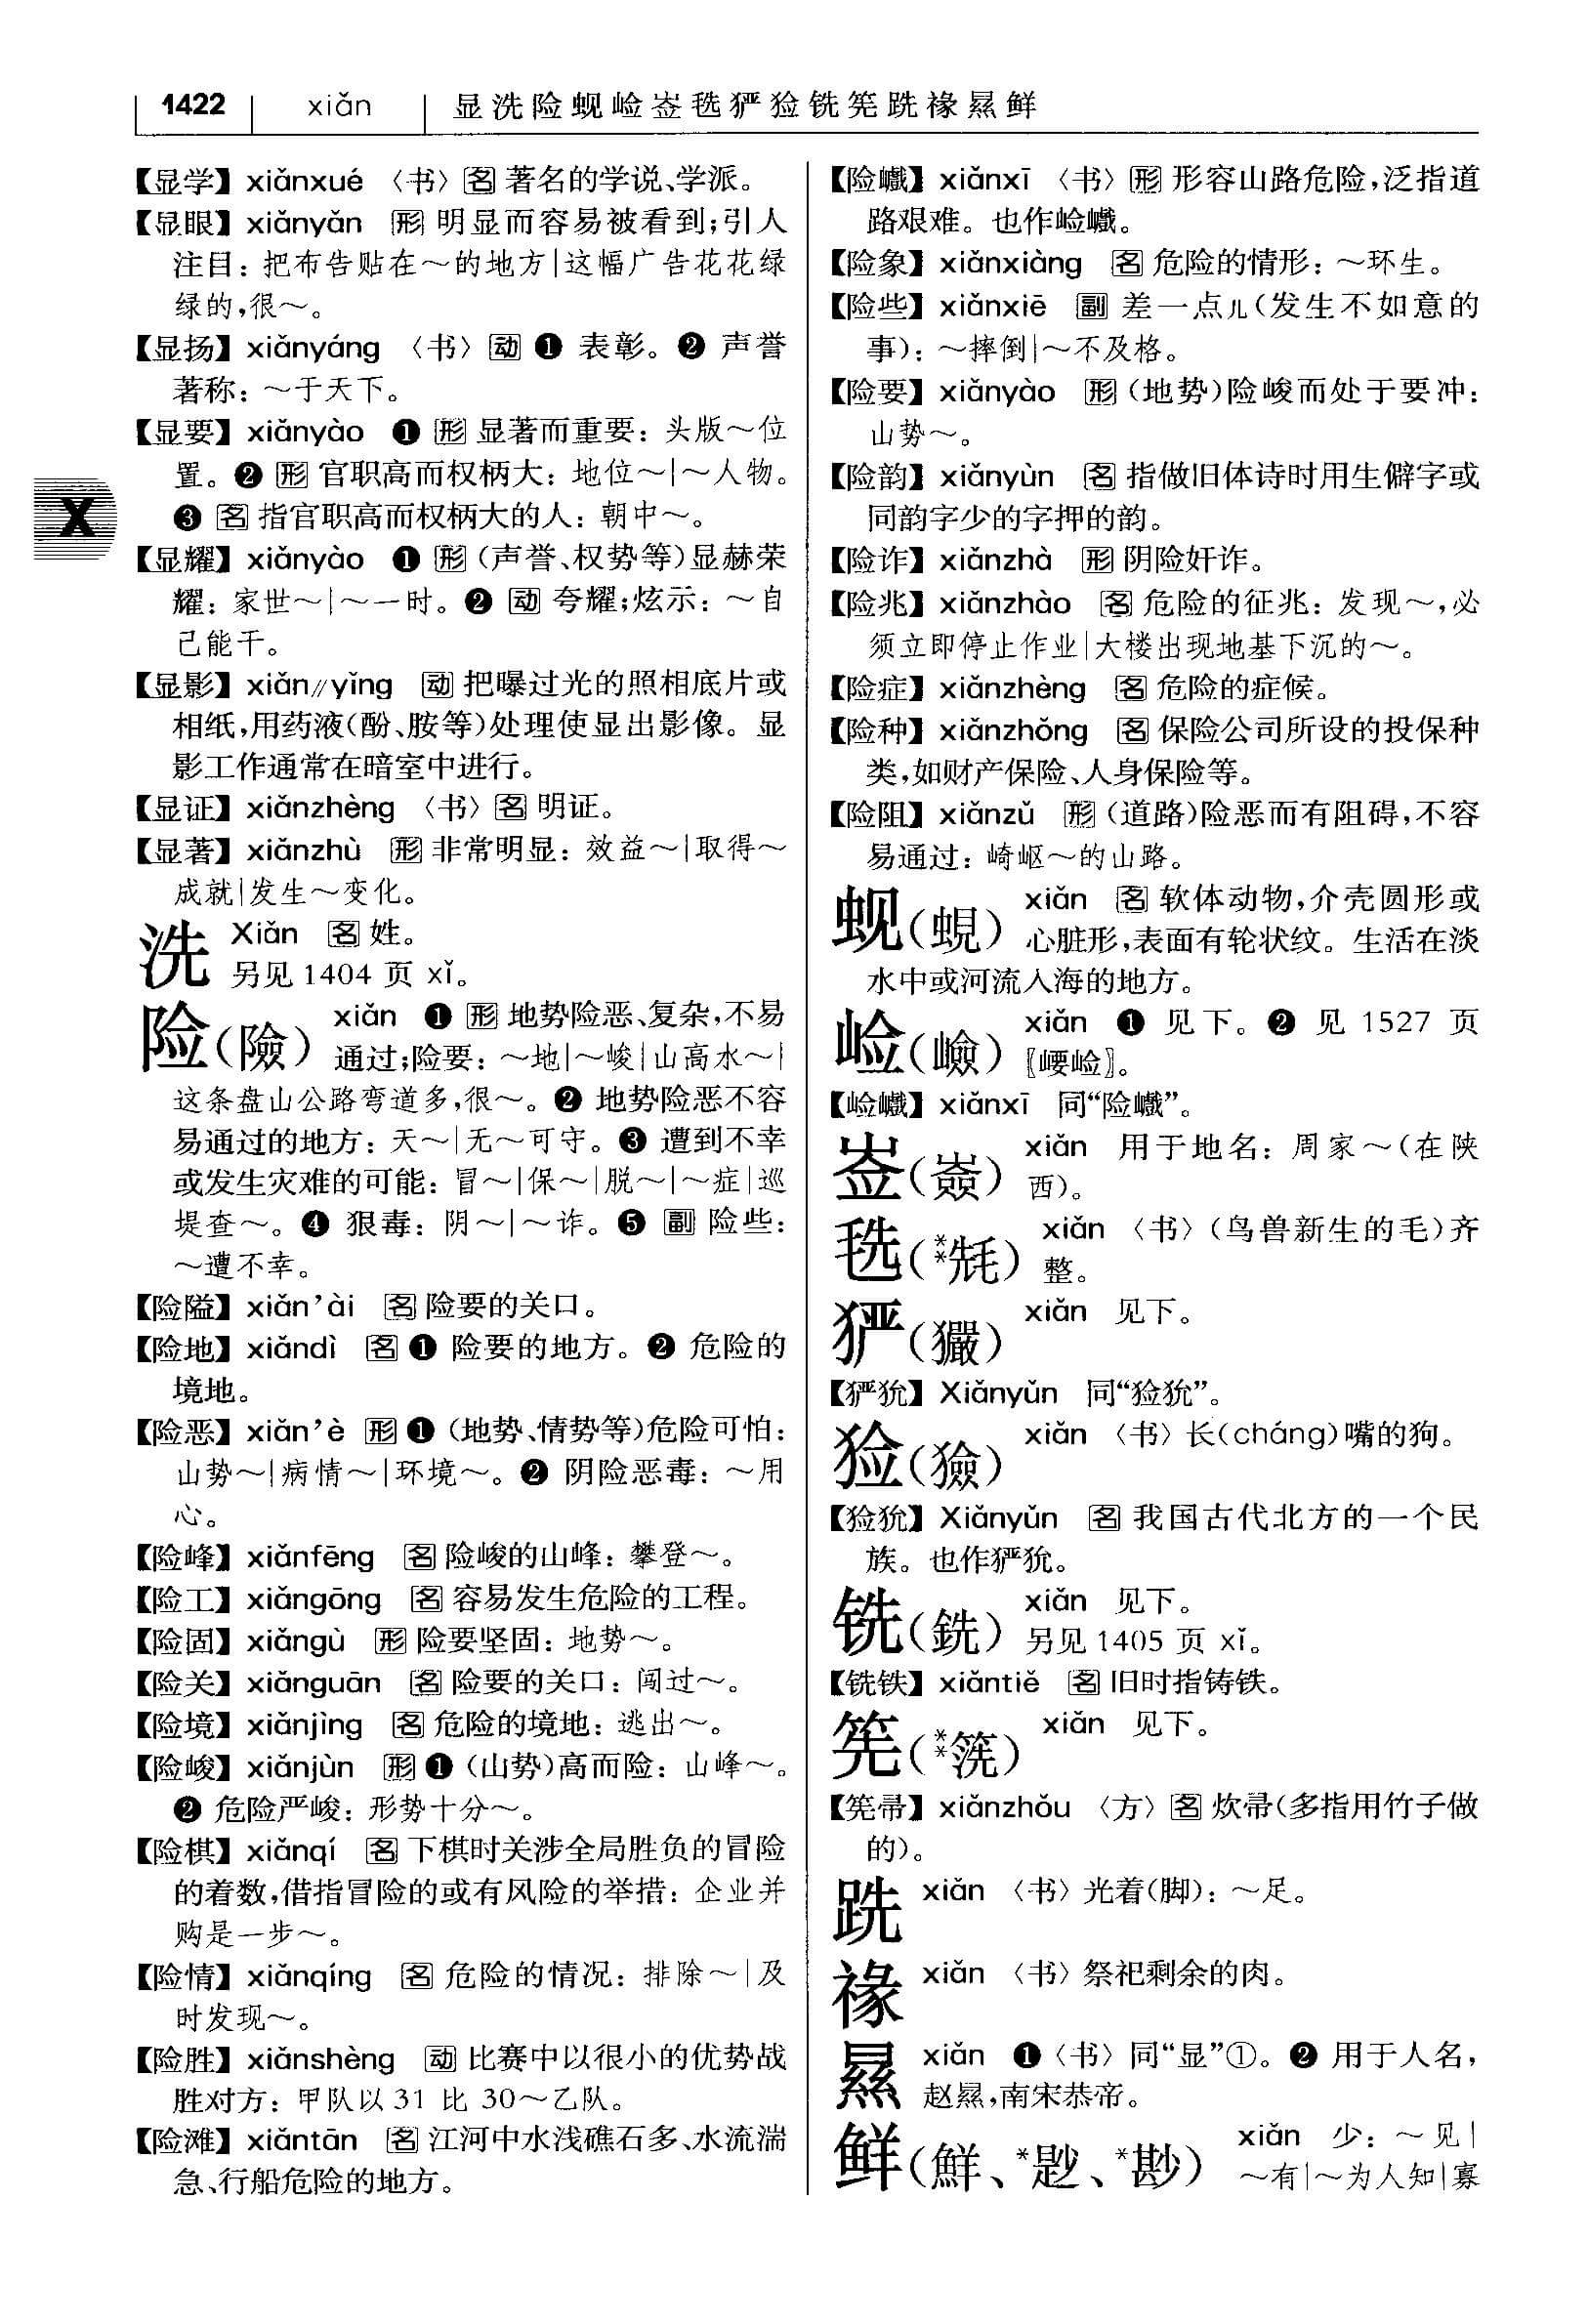 1422 xiǎn 显洗险蚬崄崟毨𤞤猃铣筅跣禒㬎鲜
【显学】xiǎnxué 〈书〉名 著名的学说、学派。
【显眼】xiǎnyǎn 形 明显而容易被看到;引人
注目:把布告贴在~的地方|这幅广告花花绿
绿的,很~。
【显扬】xiǎnyáng 〈书〉动 ❶ 表彰。❷ 声誉
著称:~于天下。
【显要】xiǎnyào ❶ 形 显著而重要:头版~位
置。❷ 形 官职高而权柄大:地位~|~人物。
❸ 名 指官职高而权柄大的人:朝中~。
【显耀】xiǎnyào ❶ 形 (声誉、权势等)显赫荣
耀:家世~|~一时。❷ 动 夸耀;炫示:~自
己能干。
【显影】xiǎn//yǐng 动 把曝过光的照相底片或
相纸,用药液(酚、胺等)处理使显出影像。显
影工作通常在暗室中进行。
【显证】xiǎnzhèng 〈书〉名 明证。
【显著】xiǎnzhù 形 非常明显:效益~|取得~
成就|发生~变化。
洗 Xiǎn 名 姓。
另见 1404 页 xǐ。
险(險) xiǎn ❶ 形 地势险恶、复杂,不易
通过;险要:~地|~峻|山高水~|
这条盘山公路弯道多,很~。❷ 地势险恶不容
易通过的地方:天~|无~可守。❸ 遭到不幸
或发生灾难的可能:冒~|保~|脱~|~症|巡
堤查~。❹ 狠毒:阴~|~诈。❺ 副 险些:
~遭不幸。
【险隘】xiǎn’ài 名 险要的关口。
【险地】xiǎndì 名 ❶ 险要的地方。❷ 危险的
境地。
【险恶】xiǎn’è 形 ❶ (地势、情势等)危险可怕:
山势~|病情~|环境~。❷ 阴险恶毒:~用
心。
【险峰】xiǎnfēng 名 险峻的山峰:攀登~。
【险工】xiǎngōng 名 容易发生危险的工程。
【险固】xiǎngù 形 险要坚固:地势~。
【险关】xiǎnguān 名 险要的关口:闯过~。
【险境】xiǎnjìng 名 危险的境地:逃出~。
【险峻】xiǎnjùn 形 ❶ (山势)高而险:山峰~。
❷ 危险严峻:形势十分~。
【险棋】xiǎnqí 名 下棋时关涉全局胜负的冒险
的着数,借指冒险的或有风险的举措:企业并
购是一步~。
【险情】xiǎnqíng 名 危险的情况:排除~|及
时发现~。
【险胜】xiǎnshèng 动 比赛中以很小的优势战
胜对方:甲队以 31 比 30~乙队。
【险滩】xiǎntān 名 江河中水浅礁石多、水流湍
急、行船危险的地方。
【险巇】xiǎnxī 〈书〉形 形容山路危险,泛指道
路艰难。也作崄巇。
【险象】xiǎnxiàng 名 危险的情形:~环生。
【险些】xiǎnxiē 副 差一点儿(发生不如意的
事):~摔倒|~不及格。
【险要】xiǎnyào 形 (地势)险峻而处于要冲:
山势~。
【险韵】xiǎnyùn 名 指做旧体诗时用生僻字或
同韵字少的字押的韵。
【险诈】xiǎnzhà 形 阴险奸诈。
【险兆】xiǎnzhào 名 危险的征兆:发现~,必
须立即停止作业|大楼出现地基下沉的~。
【险症】xiǎnzhèng 名 危险的症候。
【险种】xiǎnzhǒng 名 保险公司所设的投保种
类,如财产保险、人身保险等。
【险阻】xiǎnzǔ 形 (道路)险恶而有阻碍,不容
易通过:崎岖~的山路。
蚬(蜆) xiǎn 名 软体动物,介壳圆形或
心脏形,表面有轮状纹。生活在淡
水中或河流入海的地方。
崄(嶮) xiǎn ❶ 见下。❷ 见 1527 页
〖崾崄〗。
【崄巇】xiǎnxī 同“险巇”。
xiǎn 用于地名:周家~(在陕
西)。
毨(**毪) xiǎn 〈书〉(鸟兽新生的毛)齐
整。
(玁) xiǎn 见下。
Xiǎnyǔn 同“猃狁”。
猃(獫) xiǎn 〈书〉长(cháng)嘴的狗。
【猃狁】Xiǎnyǔn 名 我国古代北方的一个民
族。也作 狁。
铣(銑) xiǎn 见下。
另见 1405 页 xǐ。
【铣铁】xiǎntiě 名 旧时指铸铁。
筅(**箲) xiǎn 见下。
【筅帚】xiǎnzhǒu 〈方〉名 炊帚(多指用竹子做
的)。
跣 xiǎn 〈书〉光着(脚):~足。
禒 xiǎn 〈书〉祭祀剩余的肉。
㬎 xiǎn ❶〈书〉同“显”①。❷ 用于人名,
赵㬎,南宋恭帝。
鲜(鮮、*尟、*尠) xiǎn 少:~见|
~有|~为人知|寡
X